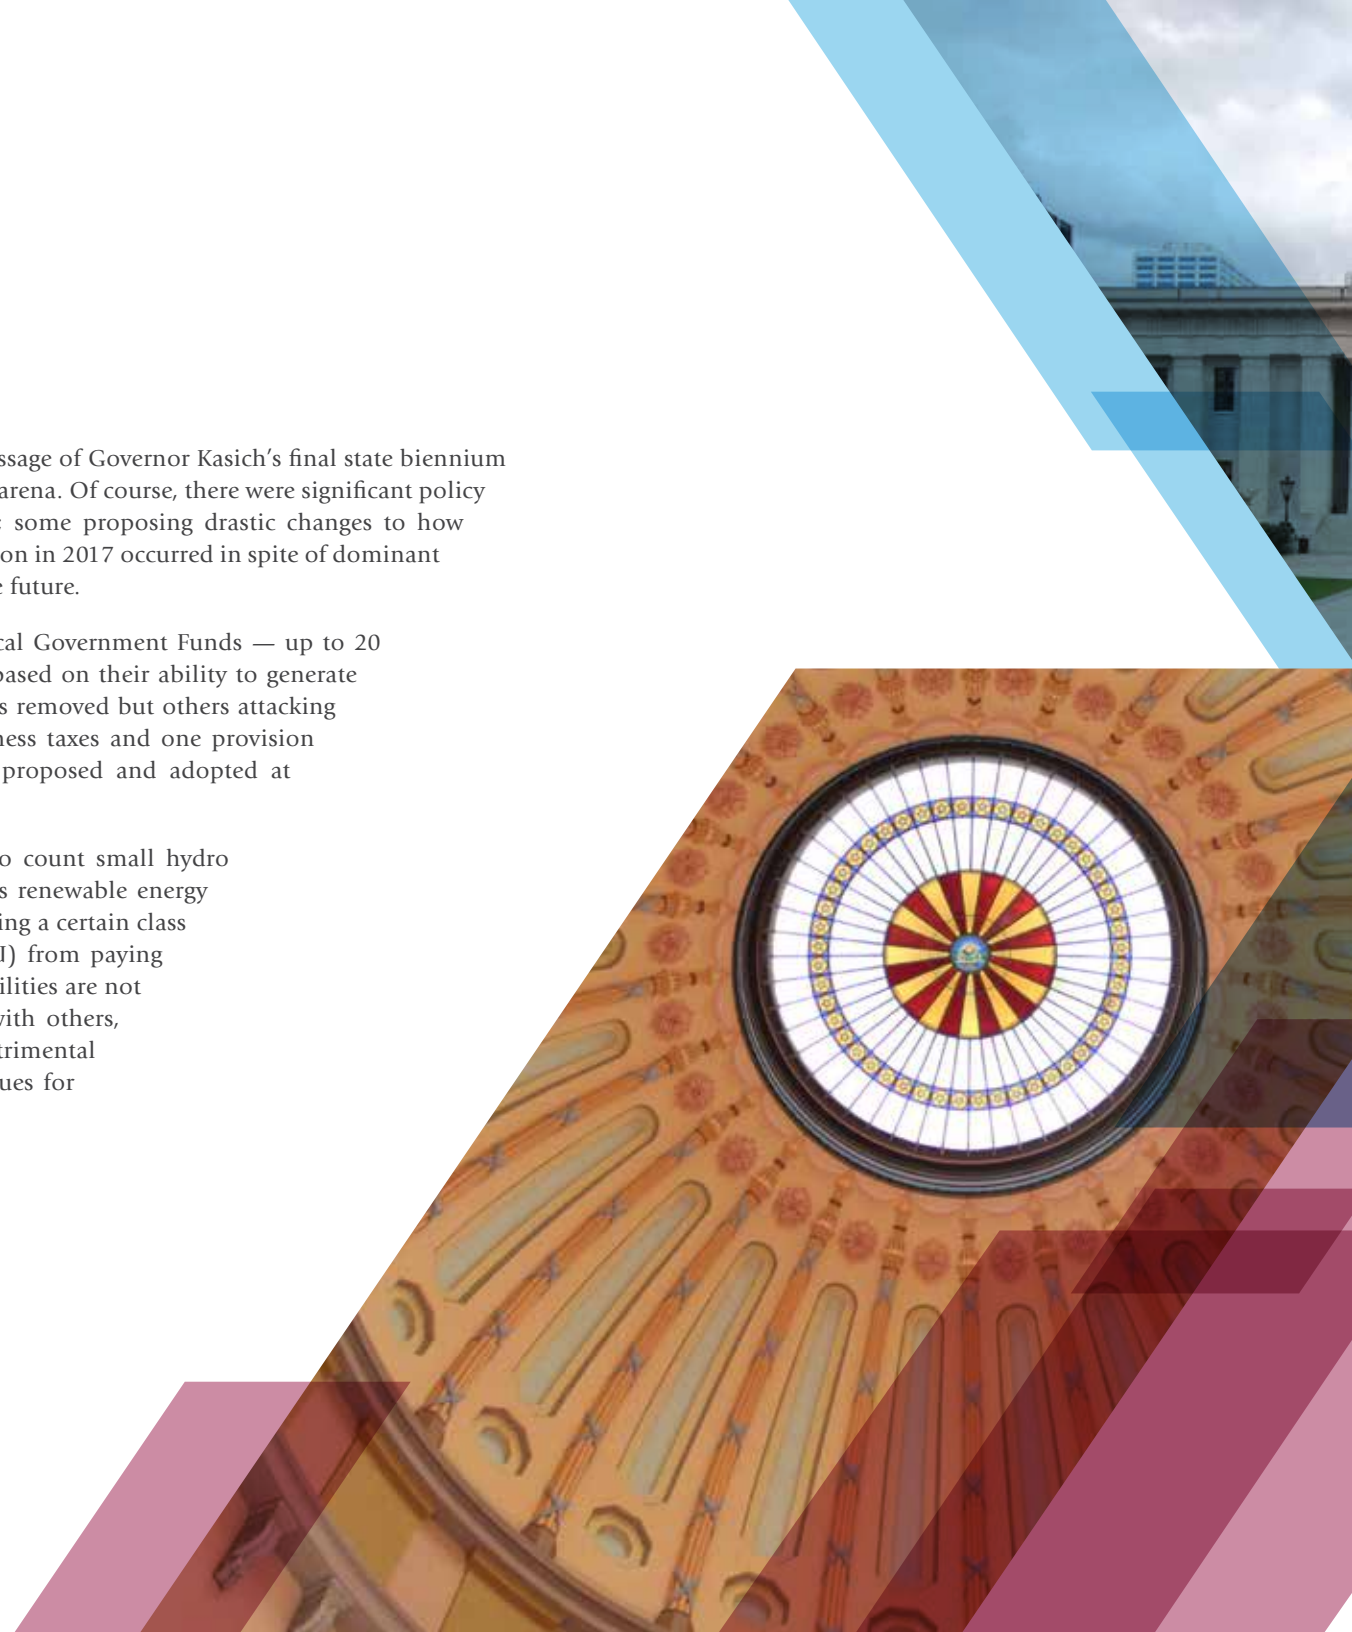 ssage of Governor Kasich’s final state biennium
arena. Of course, there were significant policy
some proposing drastic changes to how
on in 2017 occurred in spite of dominant
e future.
cal Government Funds — up to 20
based on their ability to generate
s removed but others attacking
ness taxes and one provision
proposed and adopted at
o count small hydro
s renewable energy
ing a certain class
) from paying
ilities are not
with others,
trimental
ues for